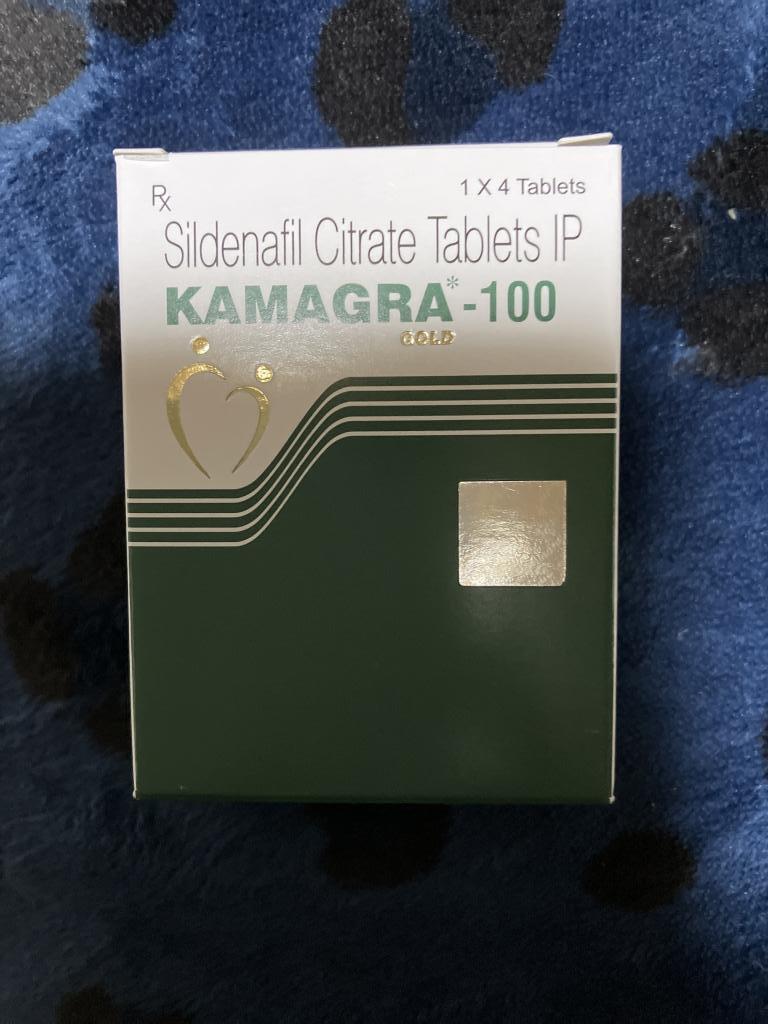 Rx
1 X 4 Tablets
Sildenafil Citrate Tablets IP
KAMAGRA*-100
GOLD